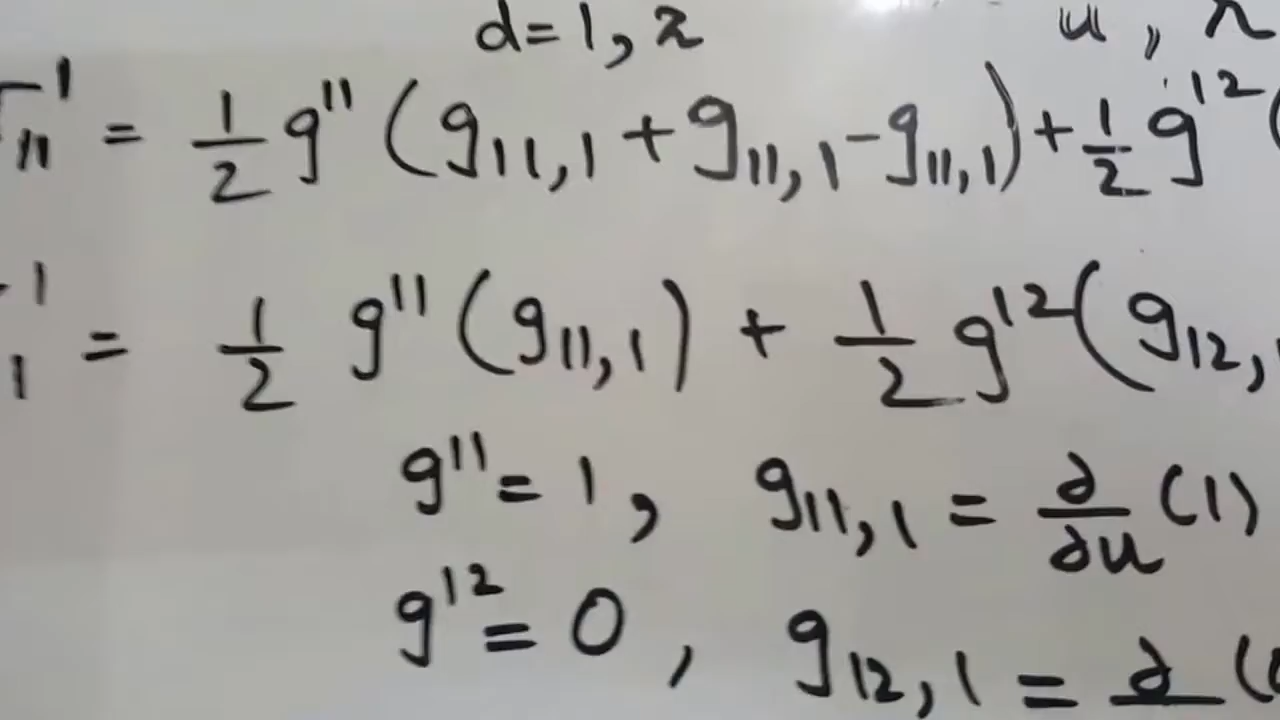 d=1,2 u, r
Γ¹₁₁ = 1/2 g¹¹ (g₁₁,₁ + g₁₁,₁ - g₁₁,₁) + 1/2 g¹² (
¹₁ = 1/2 g¹¹ (g₁₁,₁) + 1/2 g¹² (g₁₂,
g¹¹ = 1, g₁₁,₁ = ∂/∂u (1)
g¹² = 0, g₁₂,₁ = ∂ (